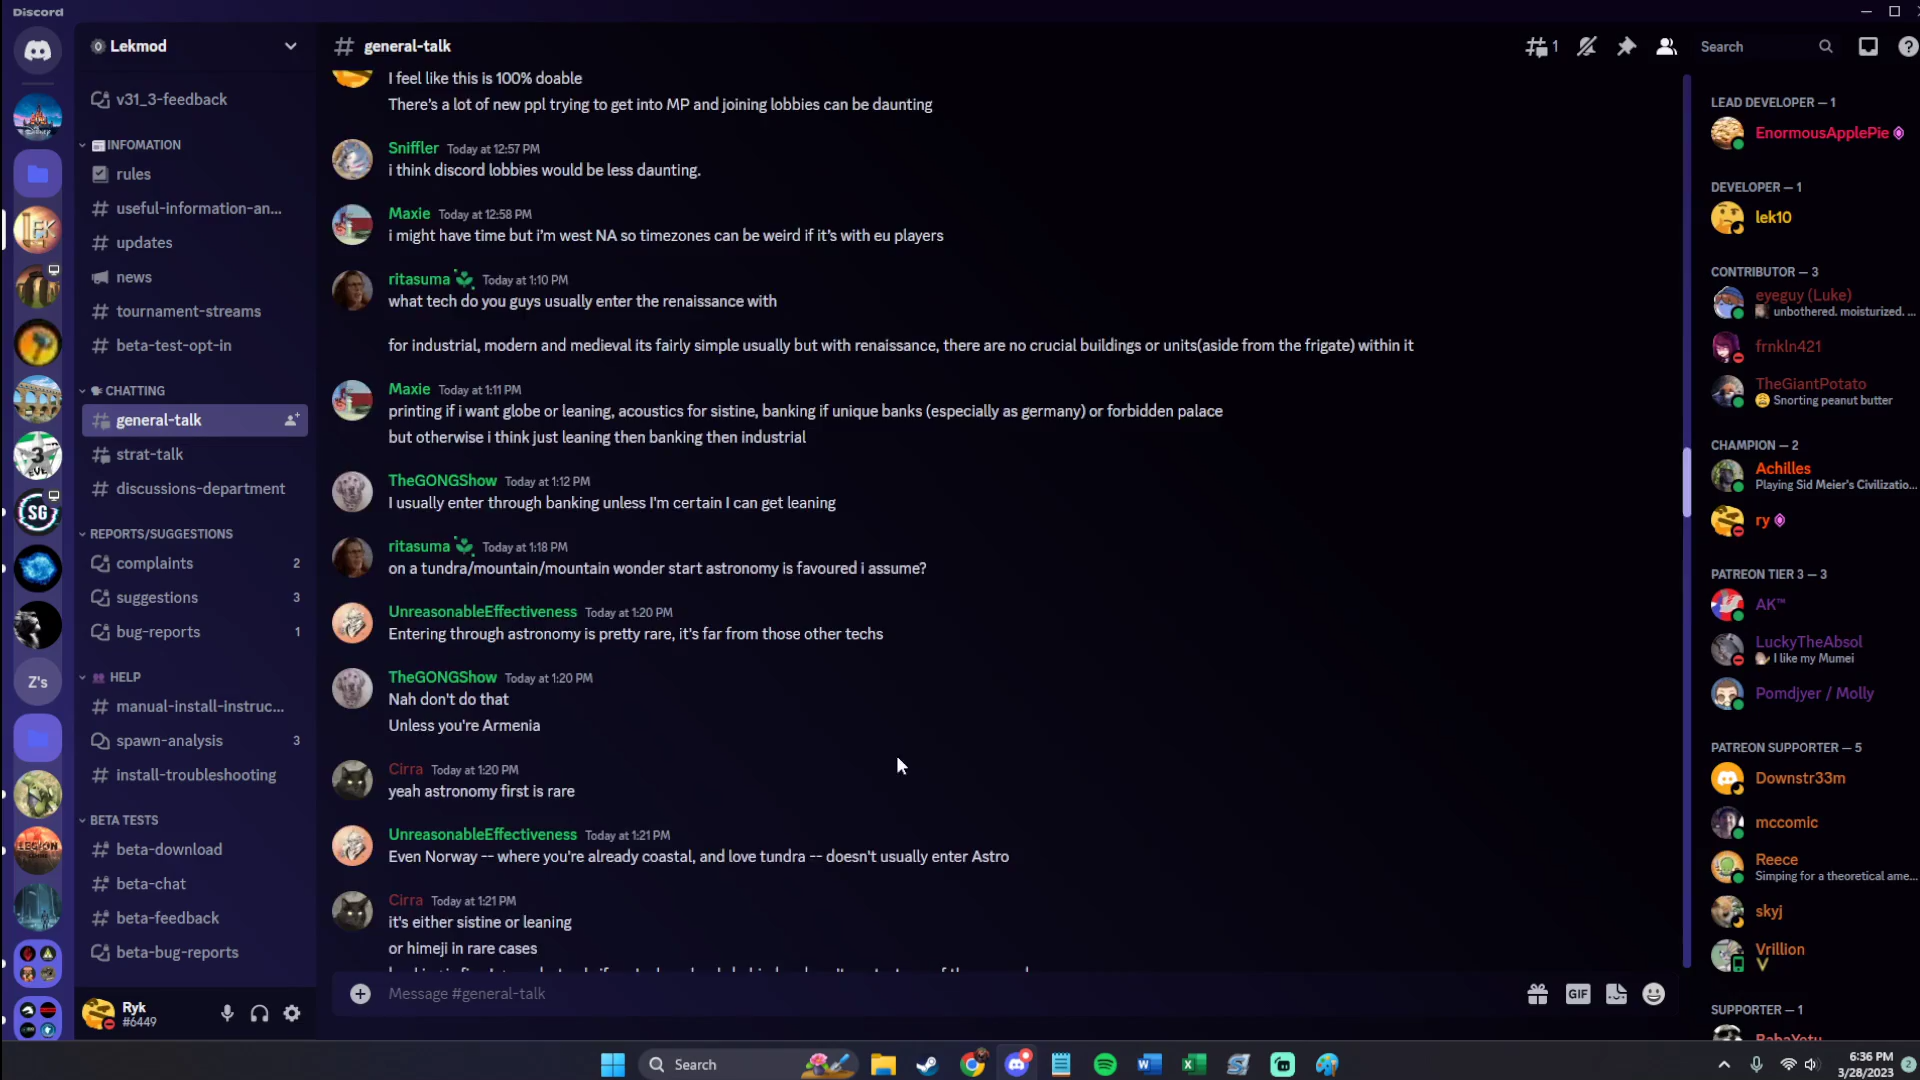 Discord
Lekmod
v31_3-feedback
INFOMATION
rules
useful-information-an...
updates
news
tournament-streams
beta-test-opt-in
CHATTING
general-talk
strat-talk
discussions-department
REPORTS/SUGGESTIONS
complaints 2
suggestions 3
bug-reports 1
HELP
manual-install-instruc...
spawn-analysis 3
install-troubleshooting
BETA TESTS
beta-download
beta-chat
beta-feedback
beta-bug-reports
Ryk
#6449
LEK
3
EVE
SG
Z's
LEGION
general-talk
1
Search
I feel like this is 100% doable
There's a lot of new ppl trying to get into MP and joining lobbies can be daunting
Sniffler Today at 12:57 PM
i think discord lobbies would be less daunting.
Maxie Today at 12:58 PM
i might have time but i'm west NA so timezones can be weird if it's with eu players
ritasuma Today at 1:10 PM
what tech do you guys usually enter the renaissance with
for industrial, modern and medieval its fairly simple usually but with renaissance, there are no crucial buildings or units(aside from the frigate) within it
Maxie Today at 1:11 PM
printing if i want globe or leaning, acoustics for sistine, banking if unique banks (especially as germany) or forbidden palace
but otherwise i think just leaning then banking then industrial
TheGONGShow Today at 1:12 PM
I usually enter through banking unless I'm certain I can get leaning
ritasuma Today at 1:18 PM
on a tundra/mountain/mountain wonder start astronomy is favoured i assume?
UnreasonableEffectiveness Today at 1:20 PM
Entering through astronomy is pretty rare, it's far from those other techs
TheGONGShow Today at 1:20 PM
Nah don't do that
Unless you're Armenia
Cirra Today at 1:20 PM
yeah astronomy first is rare
UnreasonableEffectiveness Today at 1:21 PM
Even Norway -- where you're already coastal, and love tundra -- doesn't usually enter Astro
Cirra Today at 1:21 PM
it's either sistine or leaning
or himeji in rare cases
Message #general-talk
GIF
LEAD DEVELOPER — 1
EnormousApplePie
DEVELOPER — 1
lek10
CONTRIBUTOR — 3
eyeguy (Luke)
unbothered. moisturized. ...
frnkln421
TheGiantPotato
Snorting peanut butter
CHAMPION — 2
Achilles
Playing Sid Meier's Civilizatio...
ry
PATREON TIER 3 — 3
AK™
LuckyTheAbsol
I like my Mumei
Pomdjyer / Molly
PATREON SUPPORTER — 5
Downstr33m
mccomic
Reece
Simping for a theoretical ame...
skyj
Vrillion
V
SUPPORTER — 1
BabaYetu
Search
6:36 PM
3/28/2023
2